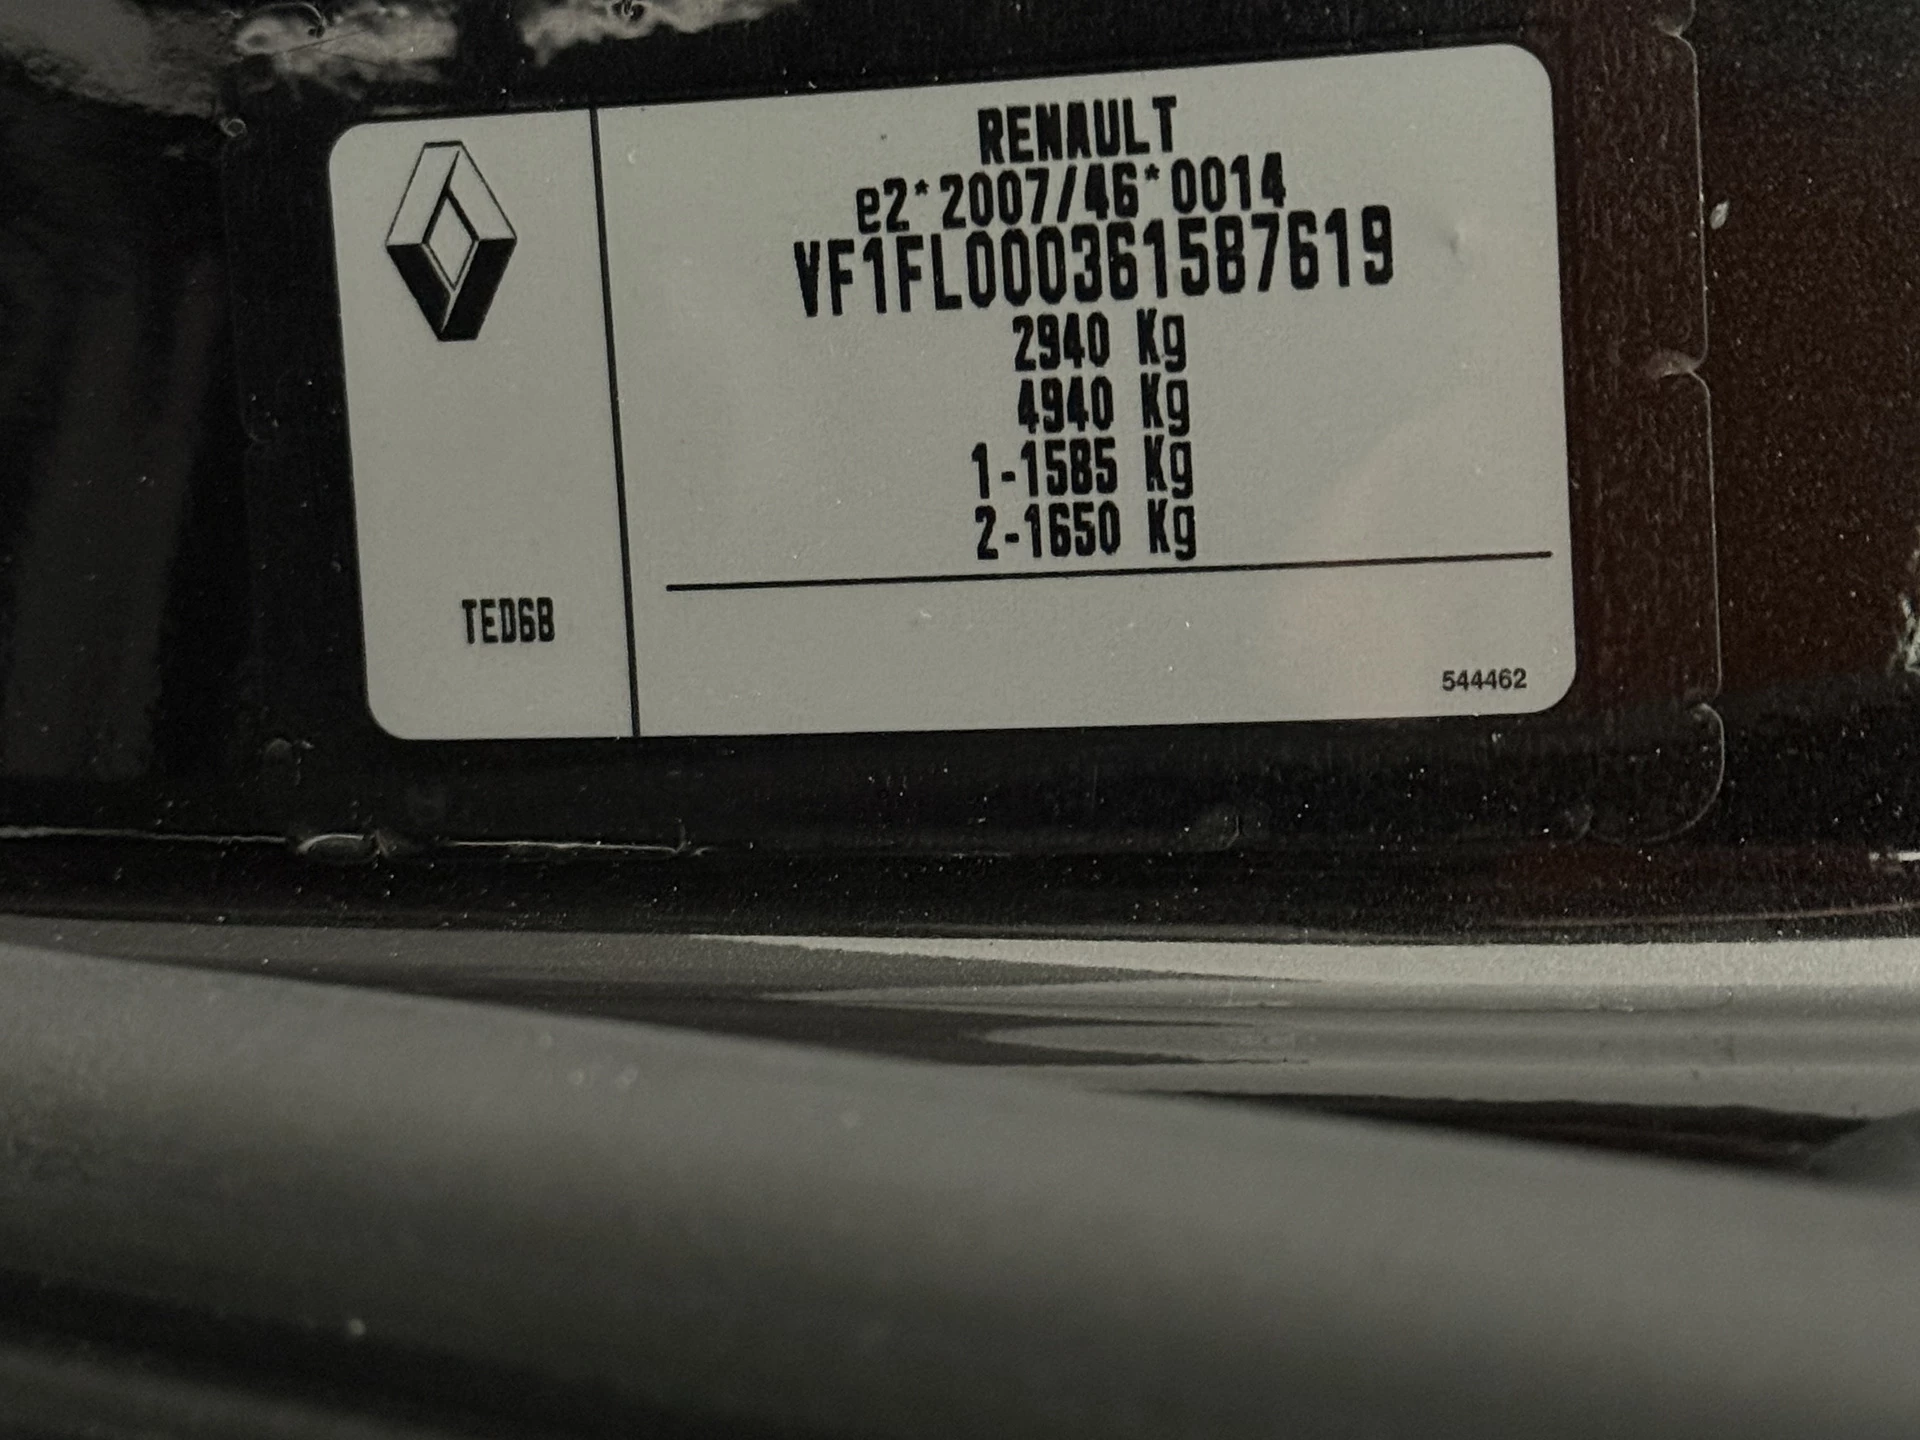 RENAULT
e2*2007/46*0014
VF1FL000361587619
2940 Kg
4940 Kg
1-1585 Kg
2-1650 Kg
TED6B
544462